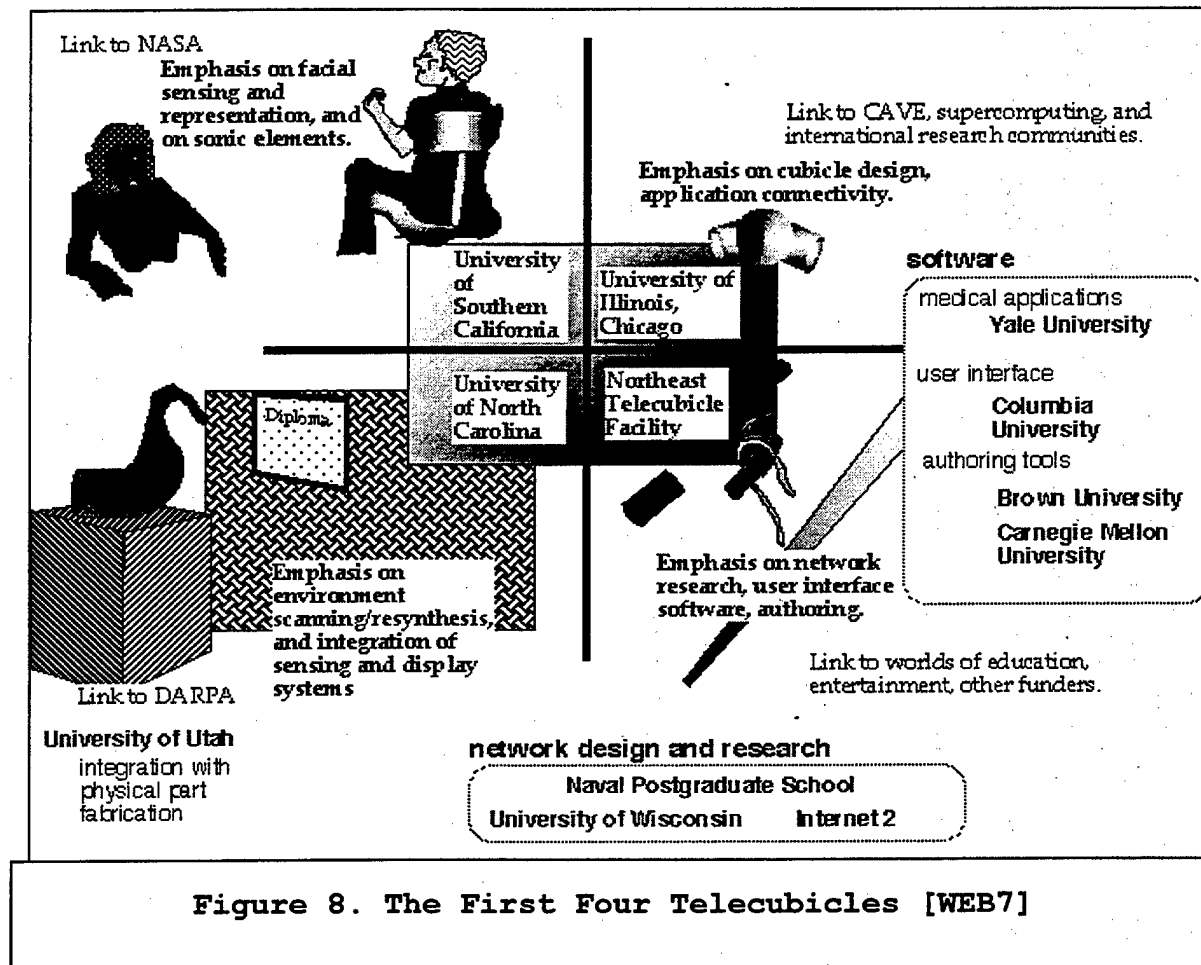 Link to NASA
Emphasis on facial
sensing and
representation, and
on sonic elements.
Link to CAVE, supercomputing, and
international research communities.
Emphasis on cubicle design,
application connectivity.
University
of
Southern
California
University of
Illinois,
Chicago
University
of North
Carolina
Northeast
Telecubicle
Facility
software
medical applications
Yale University
user interface
Columbia
University
authoring tools
Brown University
Carnegie Mellon
University
Diploma
Emphasis on
environment
scanning/resynthesis,
and integration of
sensing and display
systems
Emphasis on network
research, user interface
software, authoring.
Link to worlds of education,
entertainment, other funders.
Link to DARPA
University of Utah
integration with
physical part
fabrication
network design and research
Naval Postgraduate School
University of Wisconsin Internet 2
Figure 8. The First Four Telecubicles [WEB7]